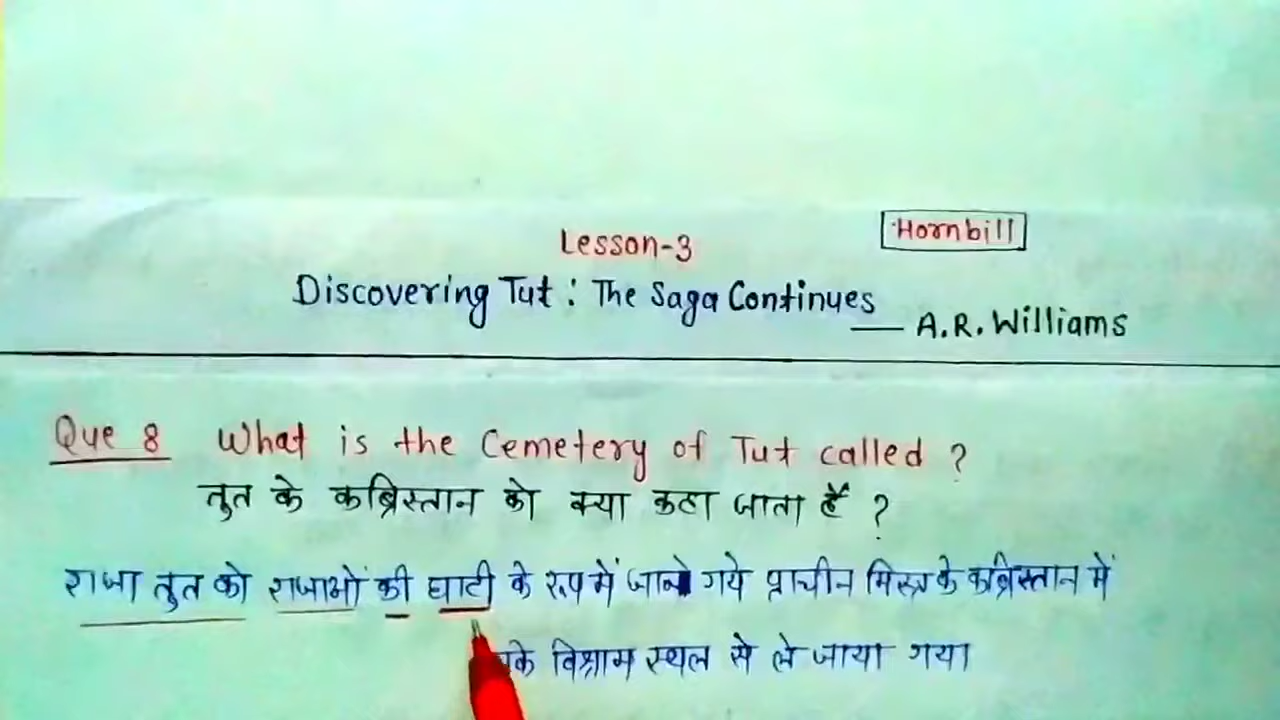 Hornbill
Lesson-3
Discovering Tut : The Saga Continues
— A.R. Williams
Que 8 What is the Cemetery of Tut called ?
तुत के कब्रिस्तान को क्या कहा जाता है ?
राजा तुत को राजाओं की घाटी के रूप में जाने गये प्राचीन मिस्त्र के कब्रिस्तान में
विश्राम स्थल से ले जाया गया